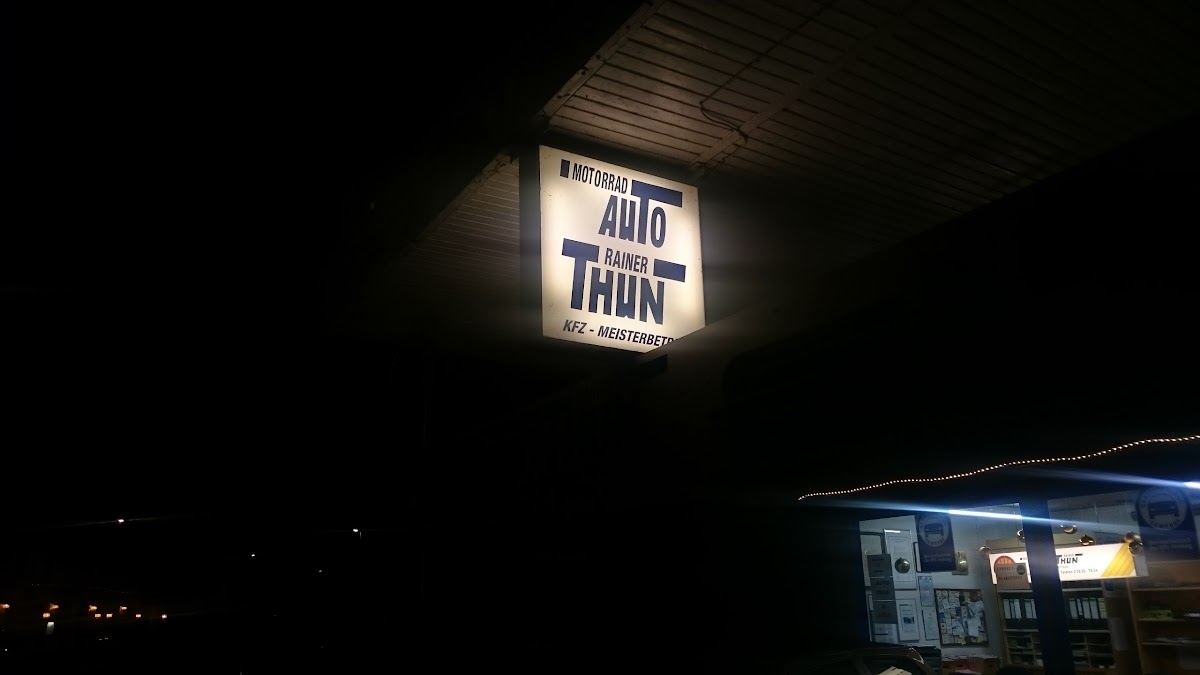 MOTORRAD
AUTO
RAINER
THUN
KFZ - MEISTERBETR
THUN